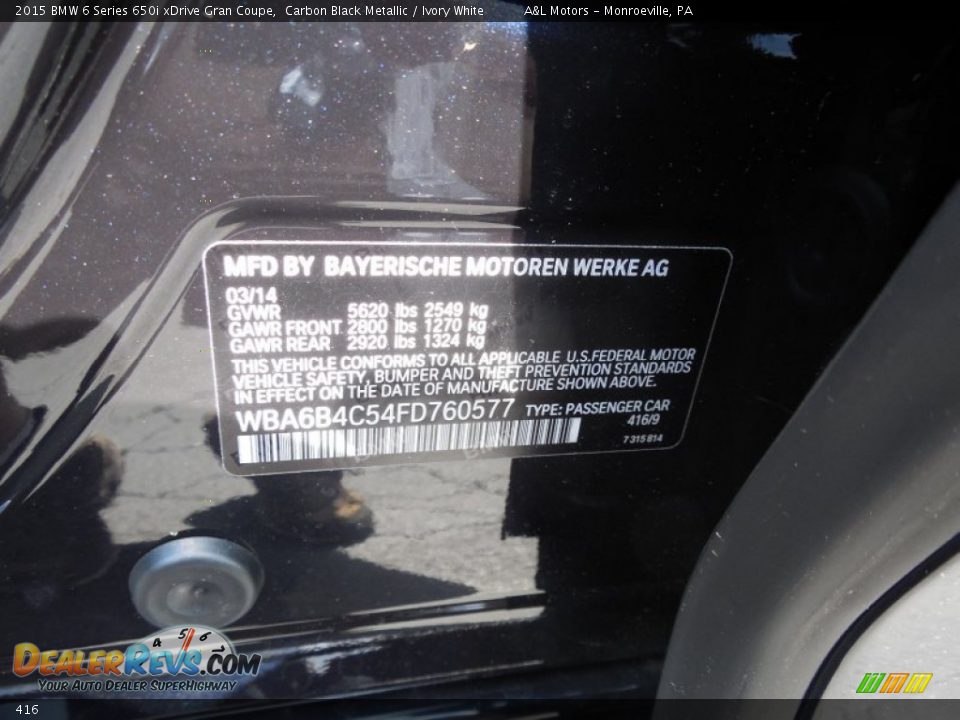 2015 BMW 6 Series 650i xDrive Gran Coupe, Carbon Black Metallic / Ivory White A&L Motors - Monroeville, PA
MFD BY BAYERISCHE MOTOREN WERKE AG
03/14
GVWR 5620 lbs 2549 kg
GAWR FRONT 2800 lbs 1270 kg
GAWR REAR 2920 lbs 1324 kg
THIS VEHICLE CONFORMS TO ALL APPLICABLE U.S.FEDERAL MOTOR
VEHICLE SAFETY, BUMPER AND THEFT PREVENTION STANDARDS
IN EFFECT ON THE DATE OF MANUFACTURE SHOWN ABOVE.
WBA6B4C54FD760577 TYPE: PASSENGER CAR
416/9
7 315 814
4 5 6
DEALERREVS.COM
YOUR AUTO DEALER SUPERHIGHWAY
416